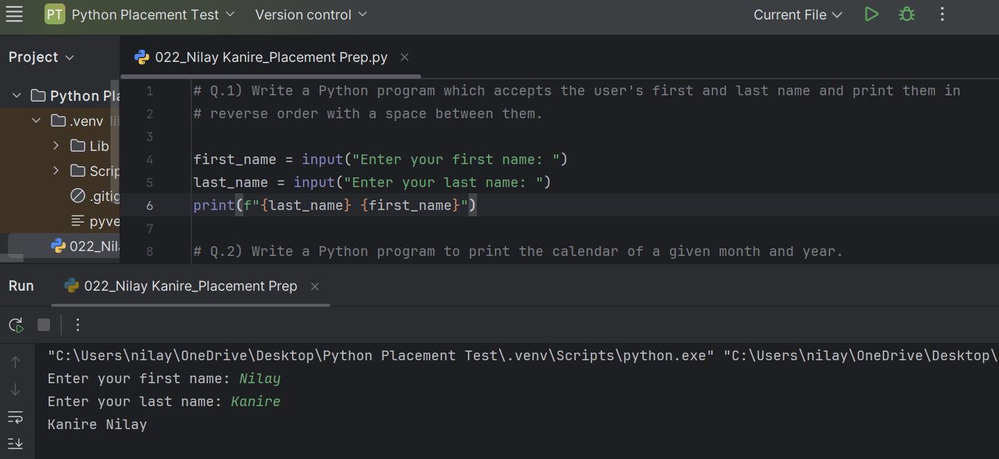 PT Python Placement Test Version control Current File
Project
022_Nilay Kanire_Placement Prep.py
Python Pla
.venv lib
Lib
Scrip
.gitig
pyve
022_Nil
1 # Q.1) Write a Python program which accepts the user's first and last name and print them in
2 # reverse order with a space between them.
3
4 first_name = input("Enter your first name: ")
5 last_name = input("Enter your last name: ")
6 print(f"{last_name} {first_name}")
7
8 # Q.2) Write a Python program to print the calendar of a given month and year.
Run 022_Nilay Kanire_Placement Prep
"C:\Users\nilay\OneDrive\Desktop\Python Placement Test\.venv\Scripts\python.exe" "C:\Users\nilay\OneDrive\Desktop\
Enter your first name: Nilay
Enter your last name: Kanire
Kanire Nilay